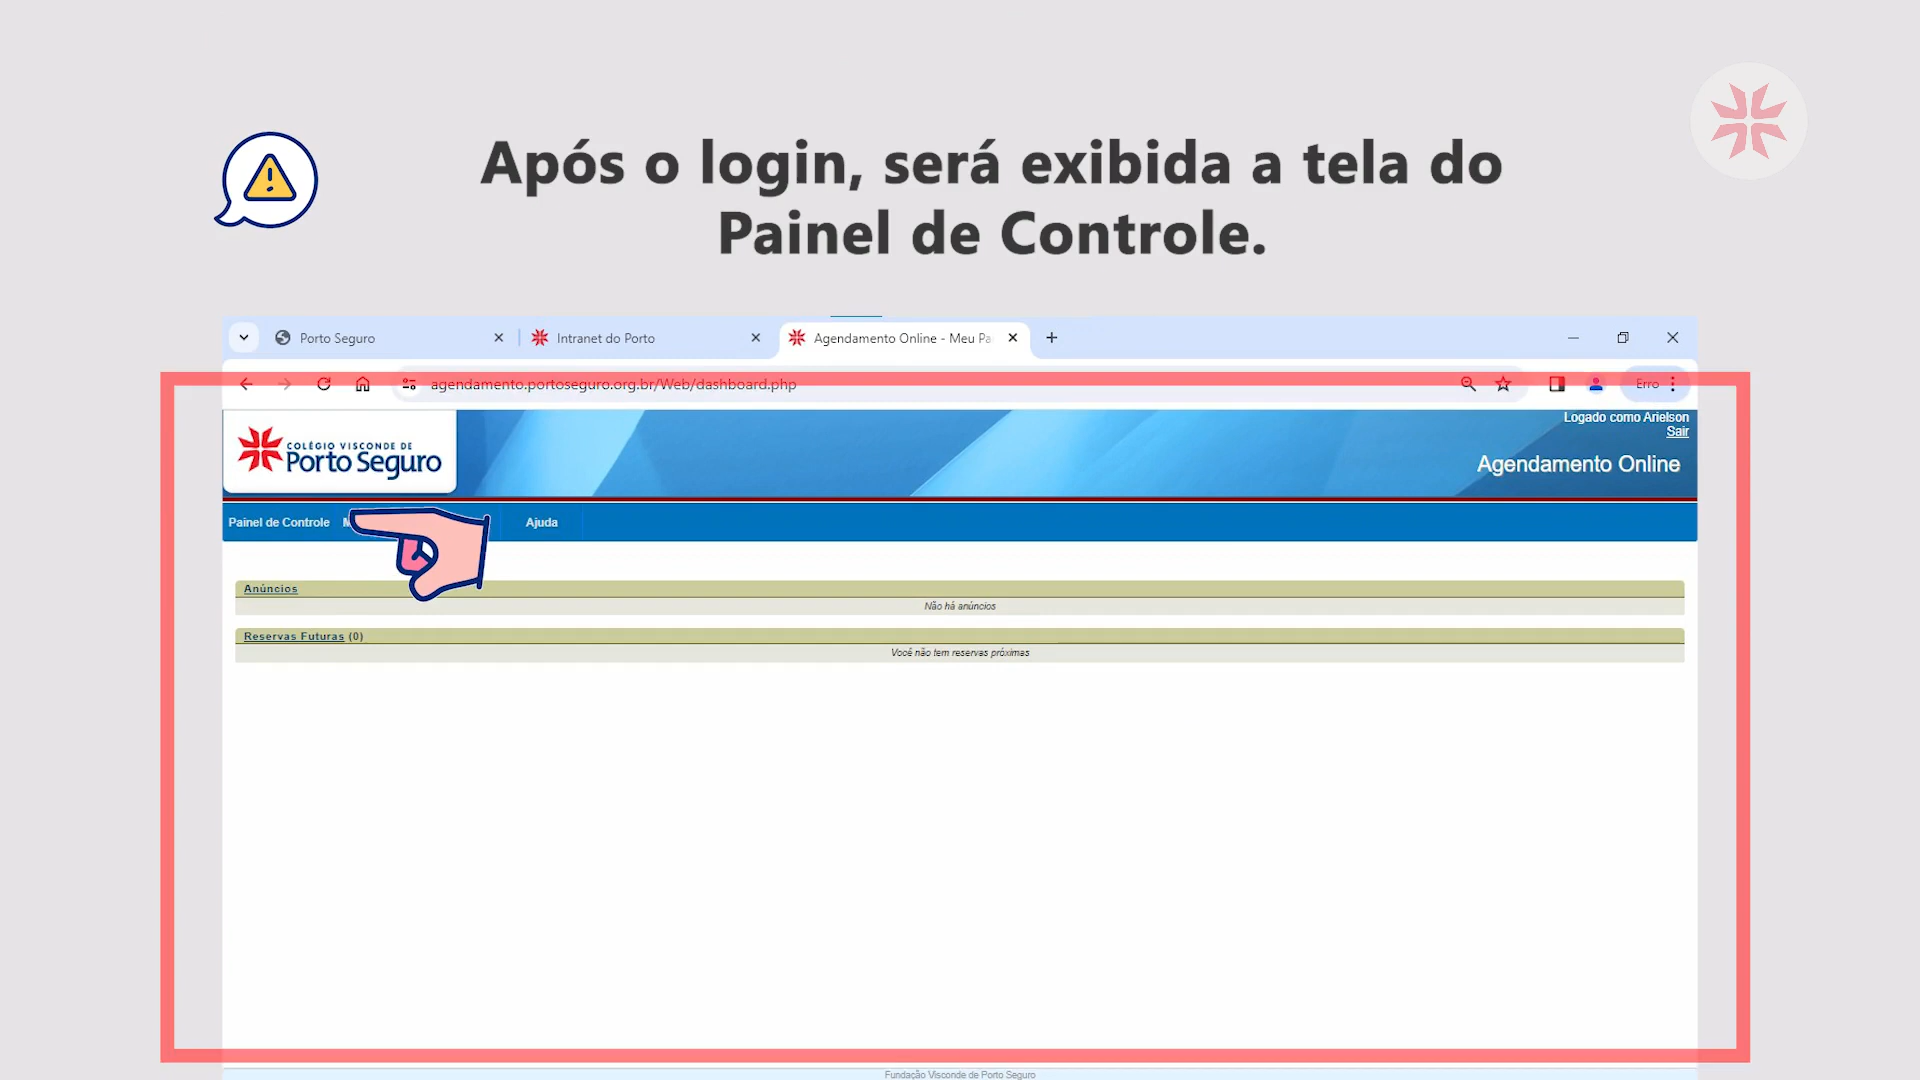 Após o login, será exibida a tela do
Painel de Controle.
Porto Seguro
Intranet do Porto
Agendamento Online - Meu Pa
agendamento.portoseguro.org.br/Web/dashboard.php
Erro
Logado como Arielson
Sair
COLÉGIO VISCONDE DE
Porto Seguro
Agendamento Online
Painel de Controle
Ajuda
Anúncios
Não há anúncios
Reservas Futuras (0)
Você não tem reservas próximas
Fundação Visconde de Porto Seguro